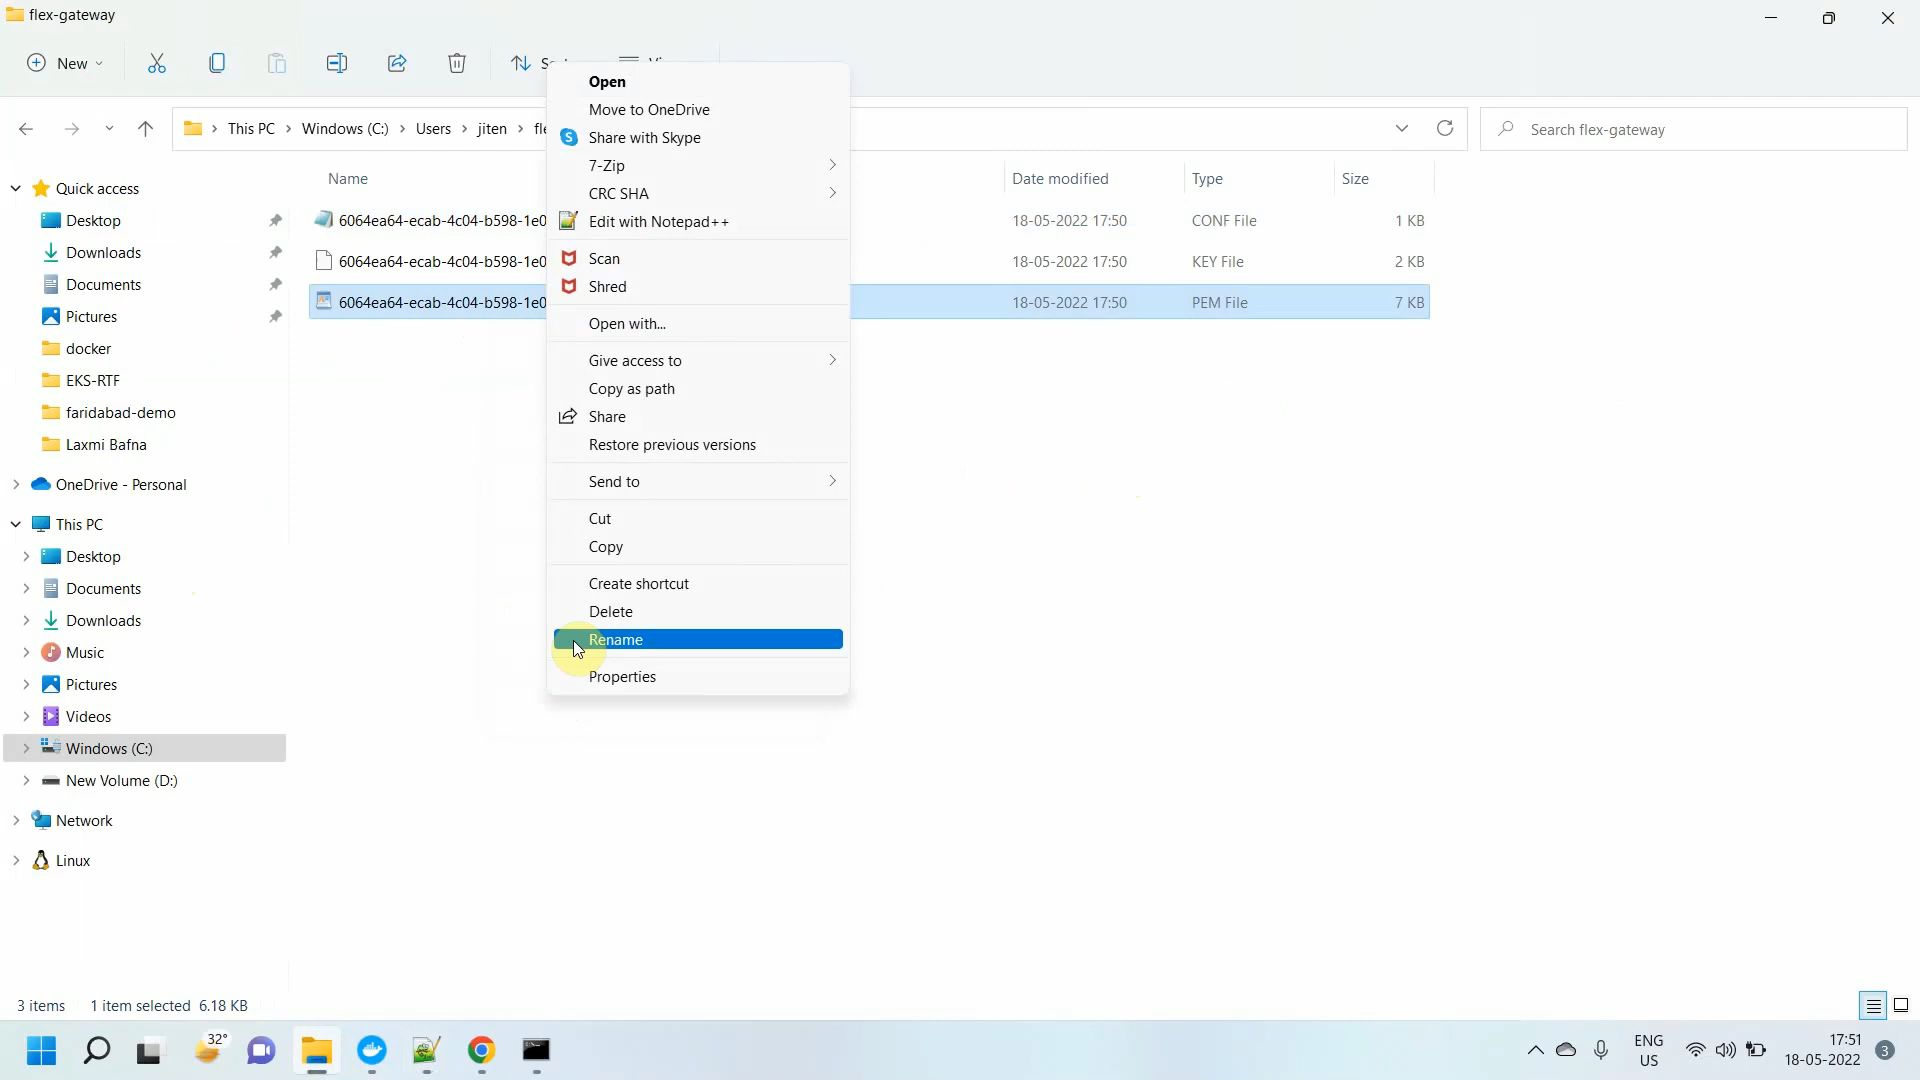 flex-gateway
New
This PC > Windows (C:) > Users > jiten >
Search flex-gateway
Open
Move to OneDrive
Share with Skype
7-Zip
CRC SHA
Edit with Notepad++
Scan
Shred
Open with...
Give access to
Copy as path
Share
Restore previous versions
Send to
Cut
Copy
Create shortcut
Delete
Rename
Properties
Name Date modified Type Size
6064ea64-ecab-4c04-b598-1e0 18-05-2022 17:50 CONF File 1 KB
6064ea64-ecab-4c04-b598-1e0 18-05-2022 17:50 KEY File 2 KB
6064ea64-ecab-4c04-b598-1e0 18-05-2022 17:50 PEM File 7 KB
Quick access
Desktop
Downloads
Documents
Pictures
docker
EKS-RTF
faridabad-demo
Laxmi Bafna
OneDrive - Personal
This PC
Desktop
Documents
Downloads
Music
Pictures
Videos
Windows (C:)
New Volume (D:)
Network
Linux
3 items 1 item selected 6.18 KB
32°
ENG
US
17:51
18-05-2022
3